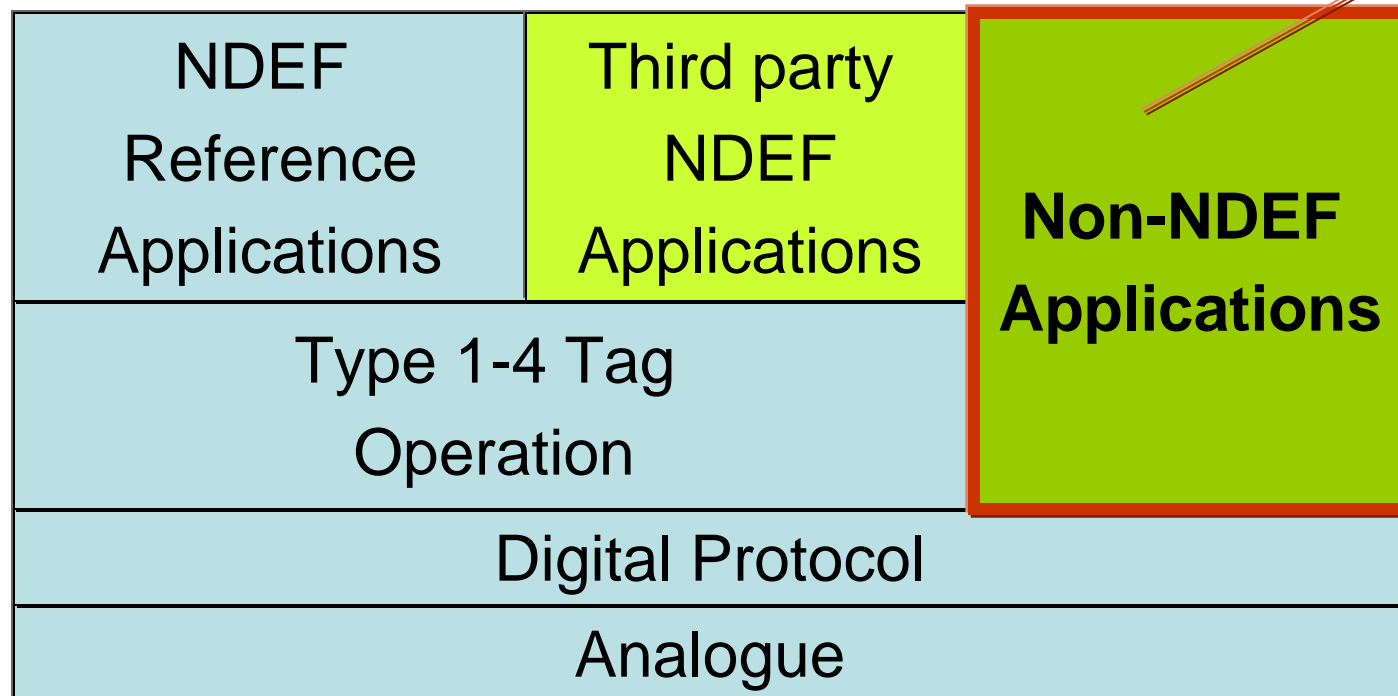 NDEF
Reference
Applications
Third party
NDEF
Applications
Non-NDEF
Applications
Type 1-4 Tag
Operation
Digital Protocol
Analogue